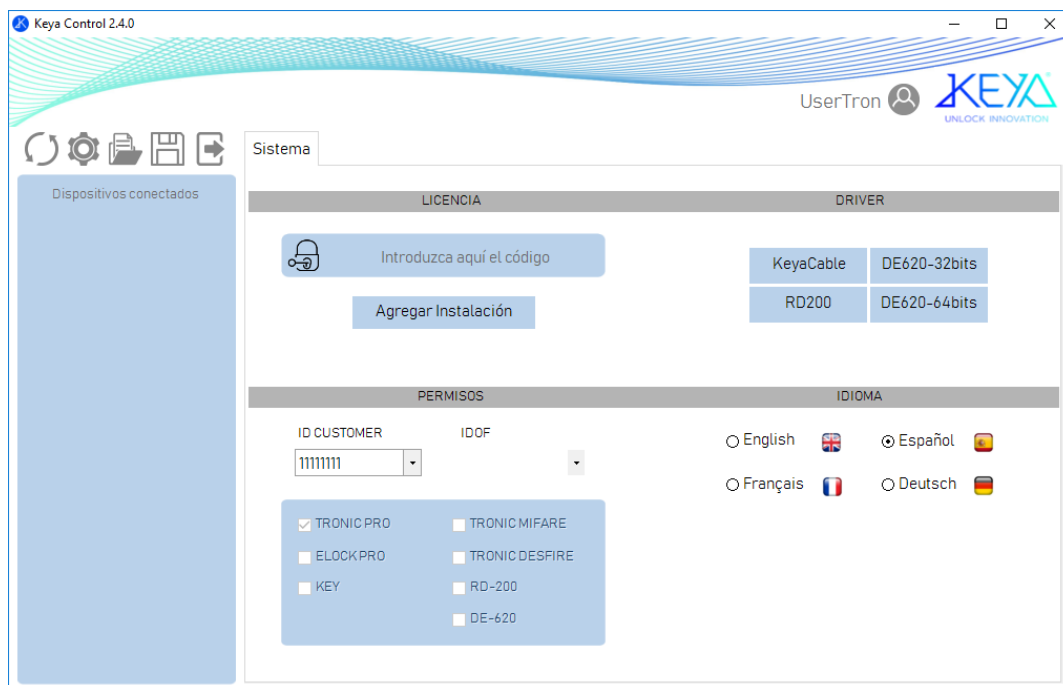 Keya Control 2.4.0
UserTron
KEYA
UNLOCK INNOVATION
Sistema
Dispositivos conectados
LICENCIA
DRIVER
Introduzca aquí el código
KeyaCable
DE620-32bits
Agregar Instalación
RD200
DE620-64bits
PERMISOS
IDIOMA
ID CUSTOMER
IDOF
11111111
English
Español
Français
Deutsch
TRONIC PRO
TRONIC MIFARE
ELOCK PRO
TRONIC DESFIRE
KEY
RD-200
DE-620